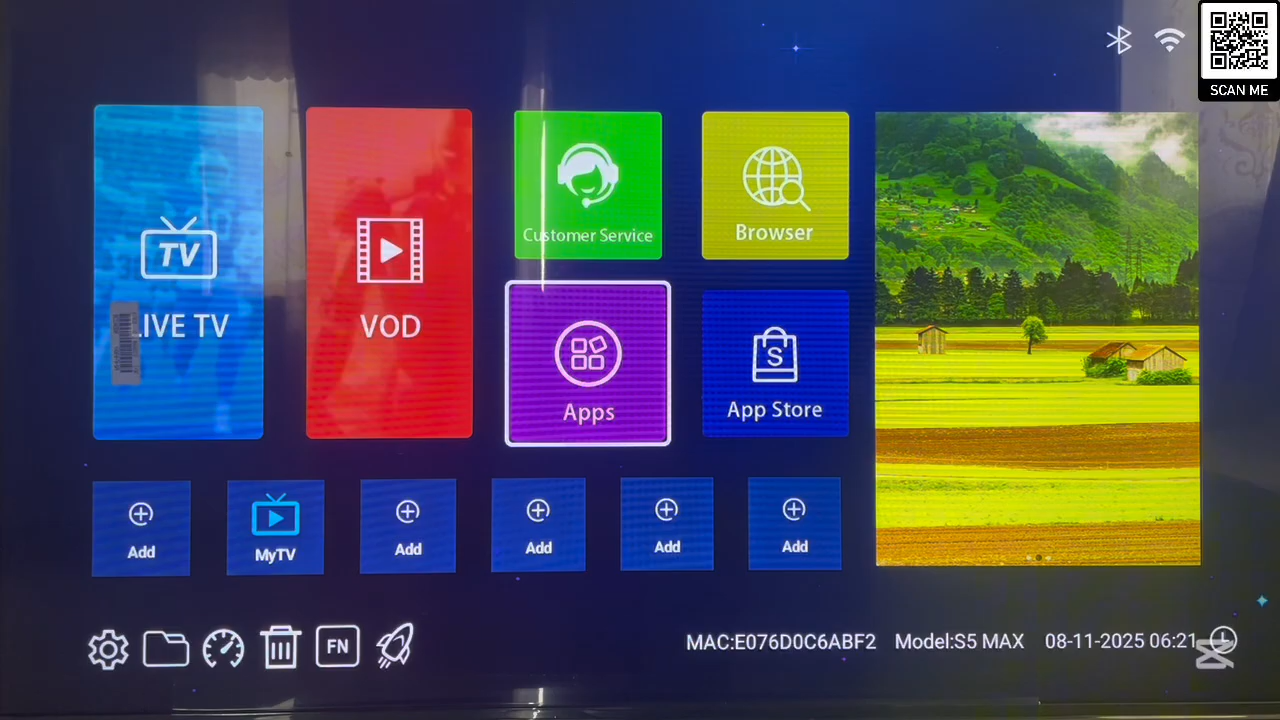 SCAN ME
TV
LIVE TV
VOD
Customer Service
Browser
Apps
S
App Store
Add
MyTV
Add
Add
Add
Add
FN
MAC:E076D0C6ABF2 Model:S5 MAX 08-11-2025 06:21